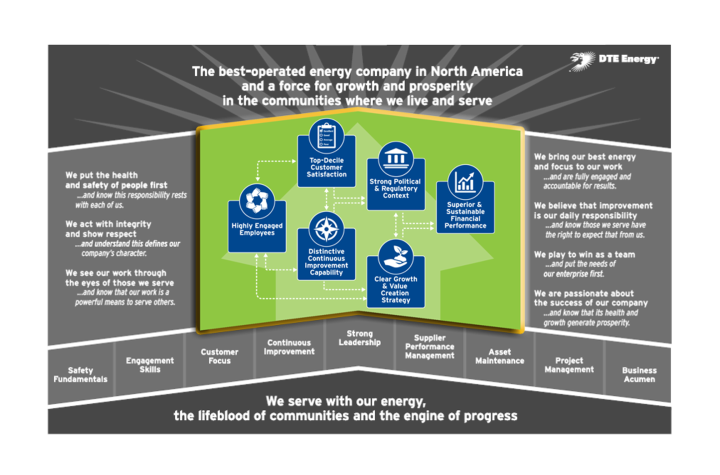 DTE Energy
The best-operated energy company in North America
and a force for growth and prosperity
in the communities where we live and serve
We put the health
and safety of people first
...and know this responsibility rests
with each of us.
We act with integrity
and show respect
...and understand this defines our
company's character.
We see our work through
the eyes of those we serve
...and know that our work is a
powerful means to serve others.
Top-Decile
Customer
Satisfaction
Strong Political
& Regulatory
Context
Superior &
Sustainable
Financial
Performance
Highly Engaged
Employees
Distinctive
Continuous
Improvement
Capability
Clear Growth
& Value
Creation
Strategy
We bring our best energy
and focus to our work
...and are fully engaged and
accountable for results.
We believe that improvement
is our daily responsibility
...and know those we serve have
the right to expect that from us.
We play to win as a team
...and put the needs of
our enterprise first.
We are passionate about
the success of our company
...and know that its health and
growth generate prosperity.
Safety
Fundamentals
Engagement
Skills
Customer
Focus
Continuous
Improvement
Strong
Leadership
Supplier
Performance
Management
Asset
Maintenance
Project
Management
Business
Acumen
We serve with our energy,
the lifeblood of communities and the engine of progress